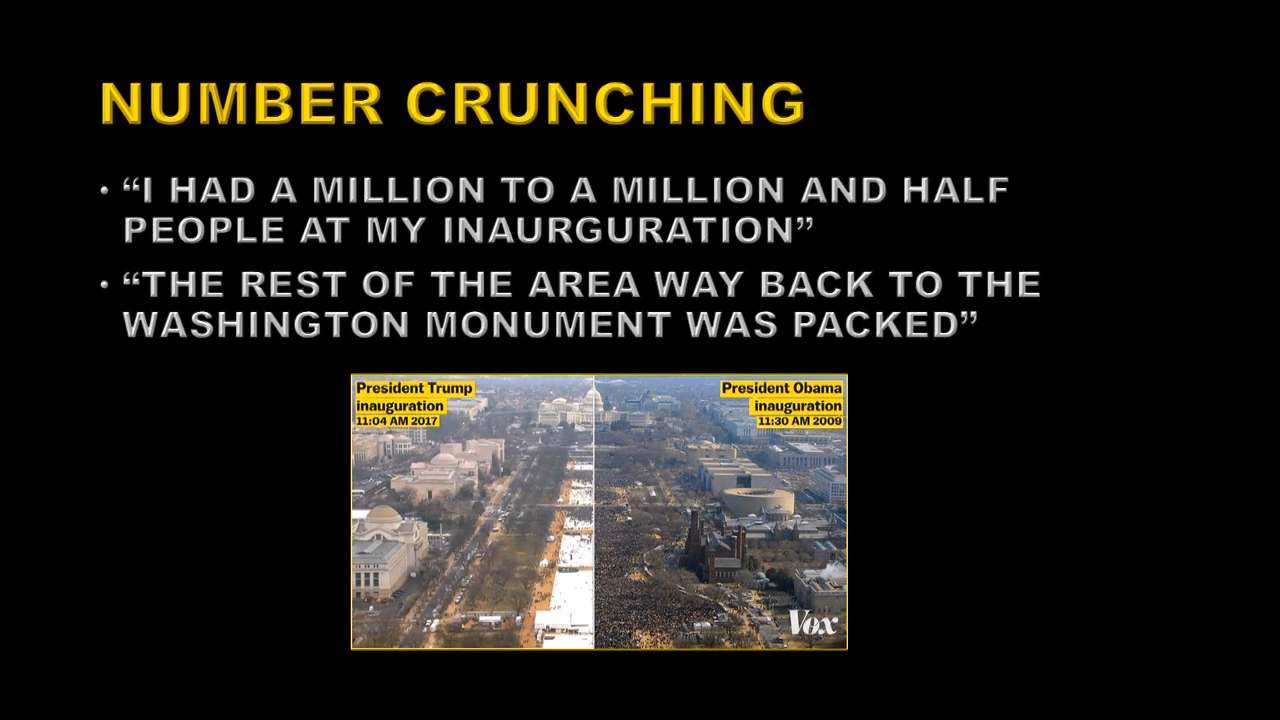 NUMBER CRUNCHING
• “I HAD A MILLION TO A MILLION AND HALF
PEOPLE AT MY INAURGURATION”
• “THE REST OF THE AREA WAY BACK TO THE
WASHINGTON MONUMENT WAS PACKED”
President Trump
inauguration
11:04 AM 2017
President Obama
inauguration
11:30 AM 2009
Vox